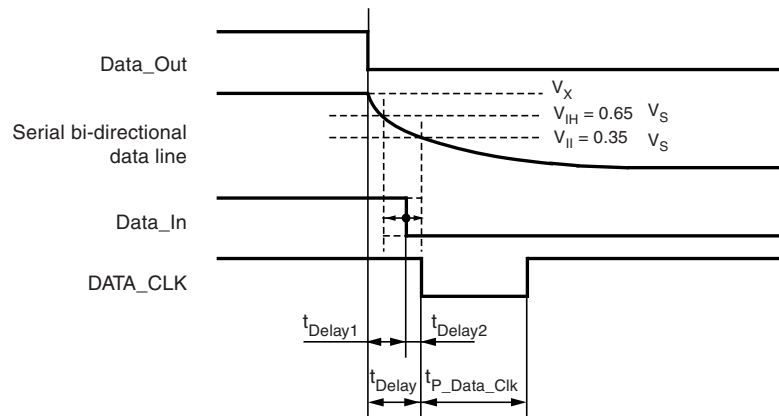 Data_Out
V_X
V_IH = 0.65 V_S
V_II = 0.35 V_S
Serial bi-directional
data line
Data_In
DATA_CLK
t_Delay1
t_Delay2
t_Delay
t_P_Data_Clk